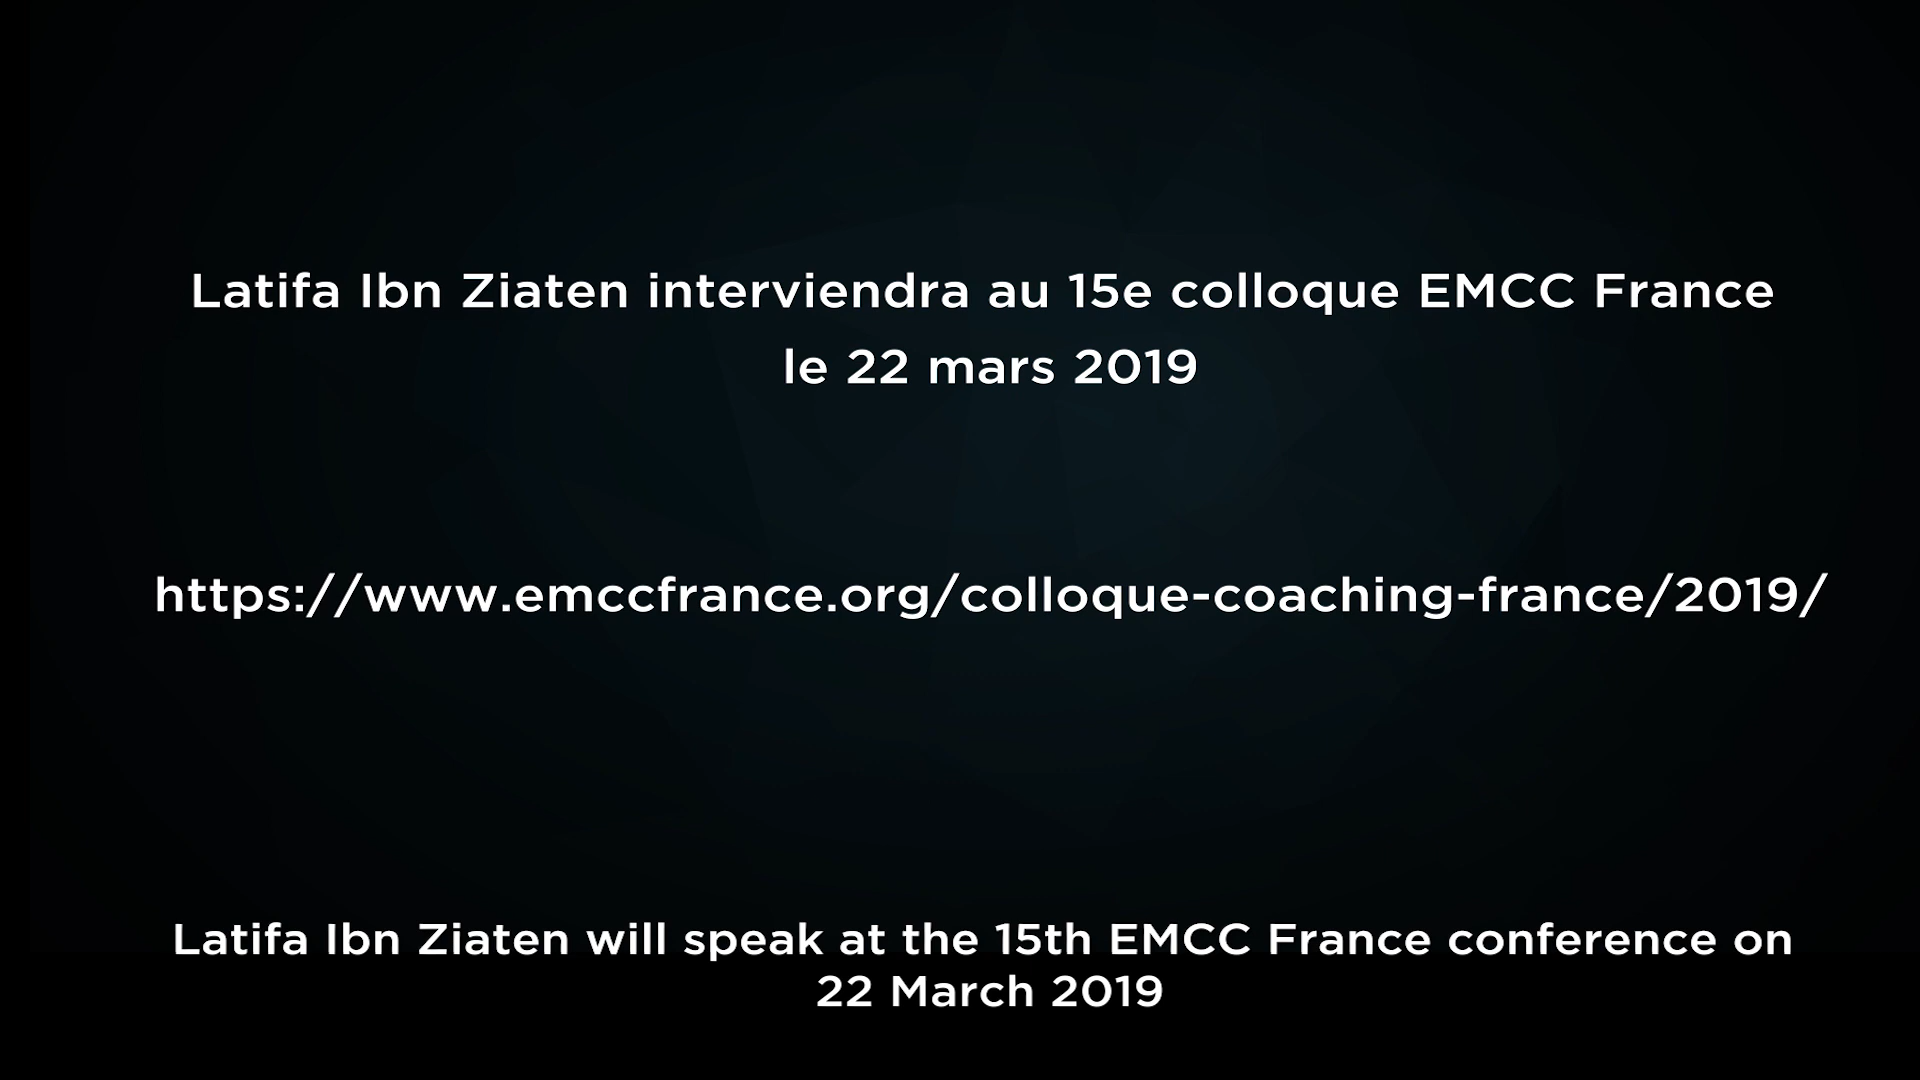 Latifa Ibn Ziaten interviendra au 15e colloque EMCC France
le 22 mars 2019
https://www.emccfrance.org/colloque-coaching-france/2019/
Latifa Ibn Ziaten will speak at the 15th EMCC France conference on
22 March 2019